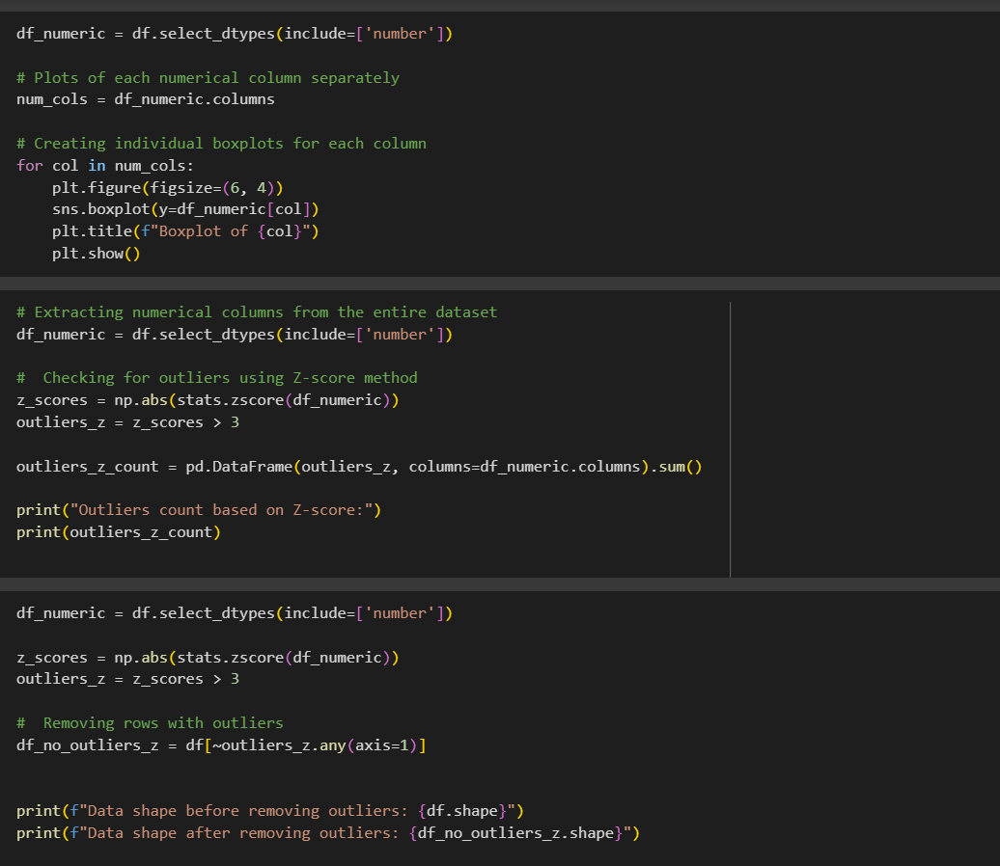 df_numeric = df.select_dtypes(include=['number'])
# Plots of each numerical column separately
num_cols = df_numeric.columns
# Creating individual boxplots for each column
for col in num_cols:
    plt.figure(figsize=(6, 4))
    sns.boxplot(y=df_numeric[col])
    plt.title(f"Boxplot of {col}")
    plt.show()
# Extracting numerical columns from the entire dataset
df_numeric = df.select_dtypes(include=['number'])
#  Checking for outliers using Z-score method
z_scores = np.abs(stats.zscore(df_numeric))
outliers_z = z_scores > 3
outliers_z_count = pd.DataFrame(outliers_z, columns=df_numeric.columns).sum()
print("Outliers count based on Z-score:")
print(outliers_z_count)
df_numeric = df.select_dtypes(include=['number'])
z_scores = np.abs(stats.zscore(df_numeric))
outliers_z = z_scores > 3
#  Removing rows with outliers
df_no_outliers_z = df[~outliers_z.any(axis=1)]
print(f"Data shape before removing outliers: {df.shape}")
print(f"Data shape after removing outliers: {df_no_outliers_z.shape}")